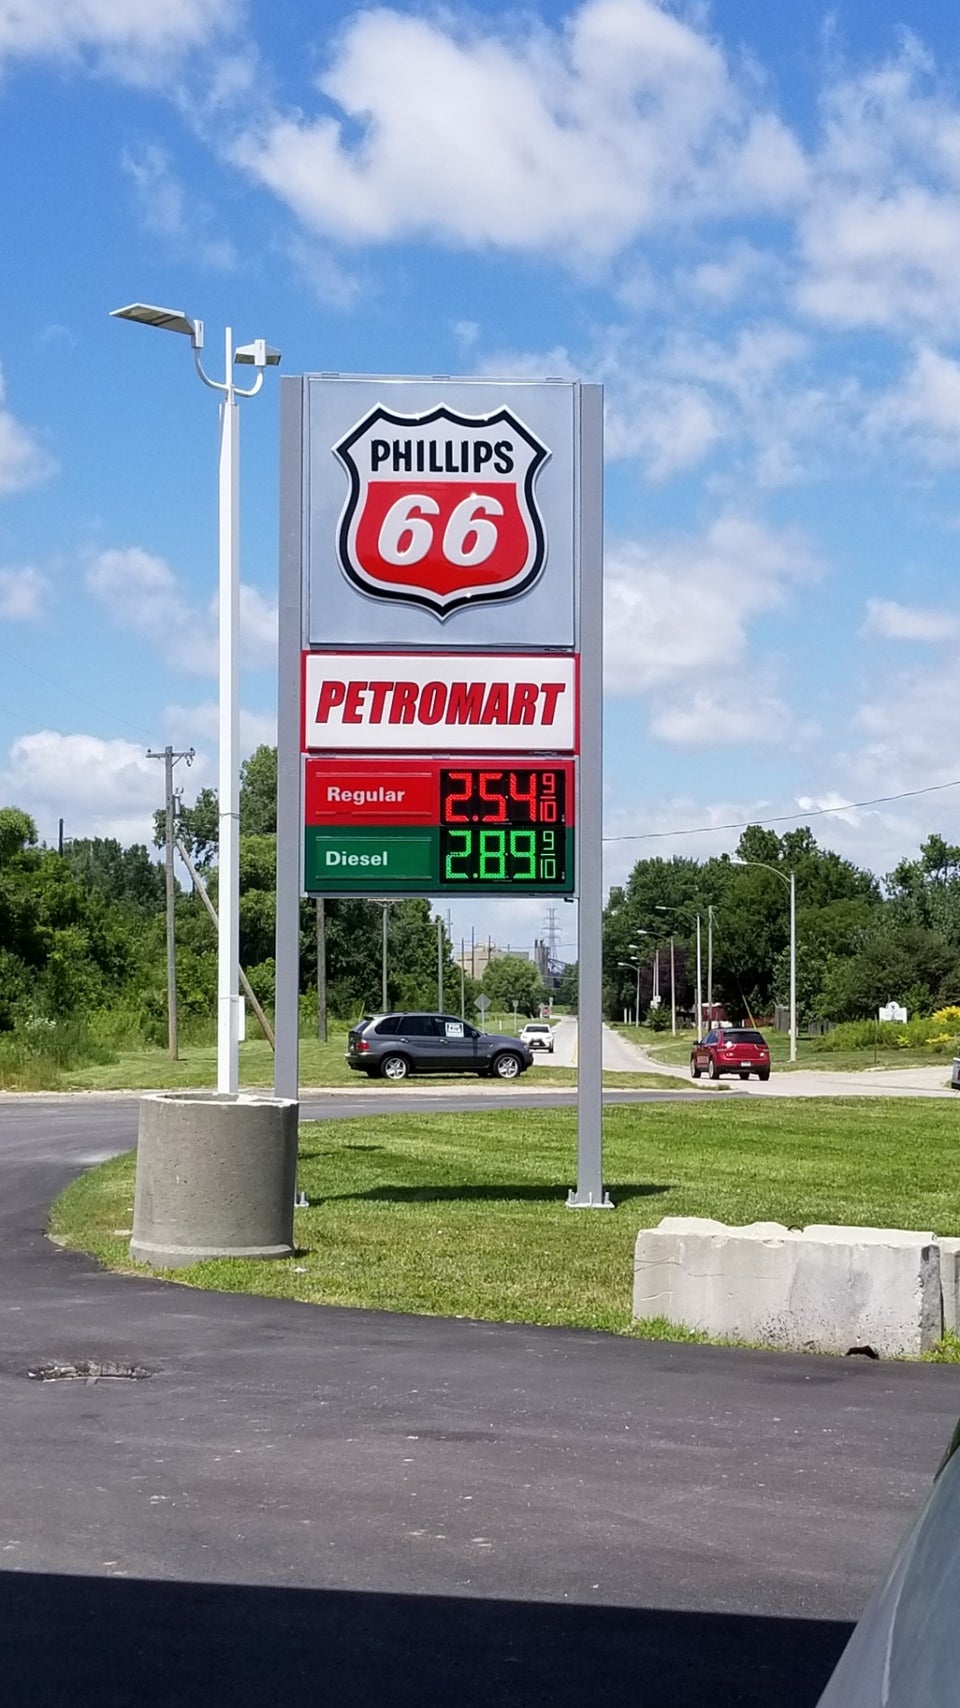 PHILLIPS
66
PETROMART
Regular 2.54 9/10
Diesel 2.89 9/10